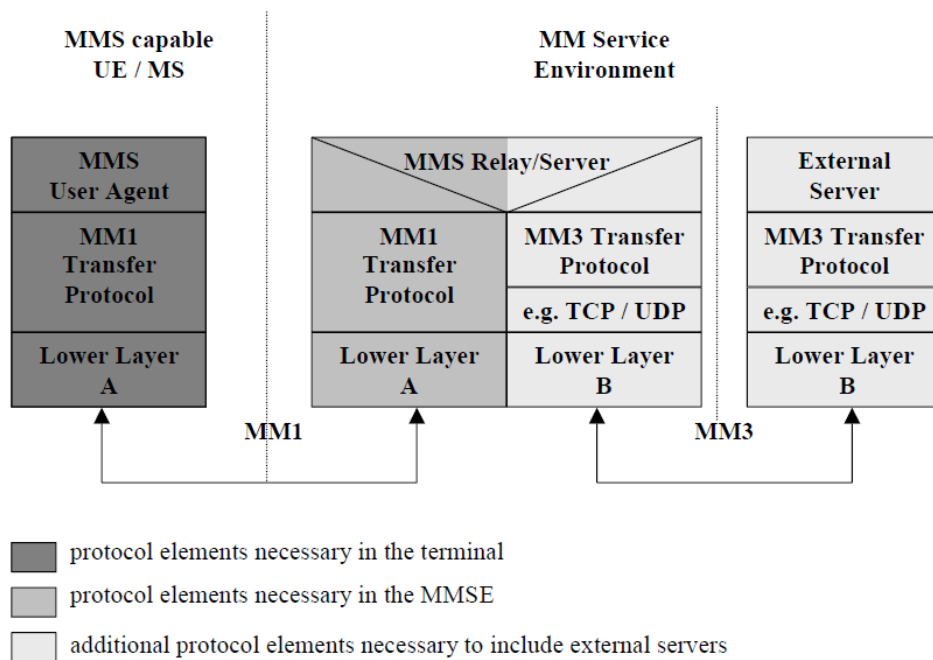 MMS capable
UE / MS
MM Service
Environment
MMS
User Agent
MM1
Transfer
Protocol
Lower Layer
A
MMS Relay/Server
MM1
Transfer
Protocol
Lower Layer
A
MM3 Transfer
Protocol
e.g. TCP / UDP
Lower Layer
B
External
Server
MM3 Transfer
Protocol
e.g. TCP / UDP
Lower Layer
B
MM1
MM3
protocol elements necessary in the terminal
protocol elements necessary in the MMSE
additional protocol elements necessary to include external servers